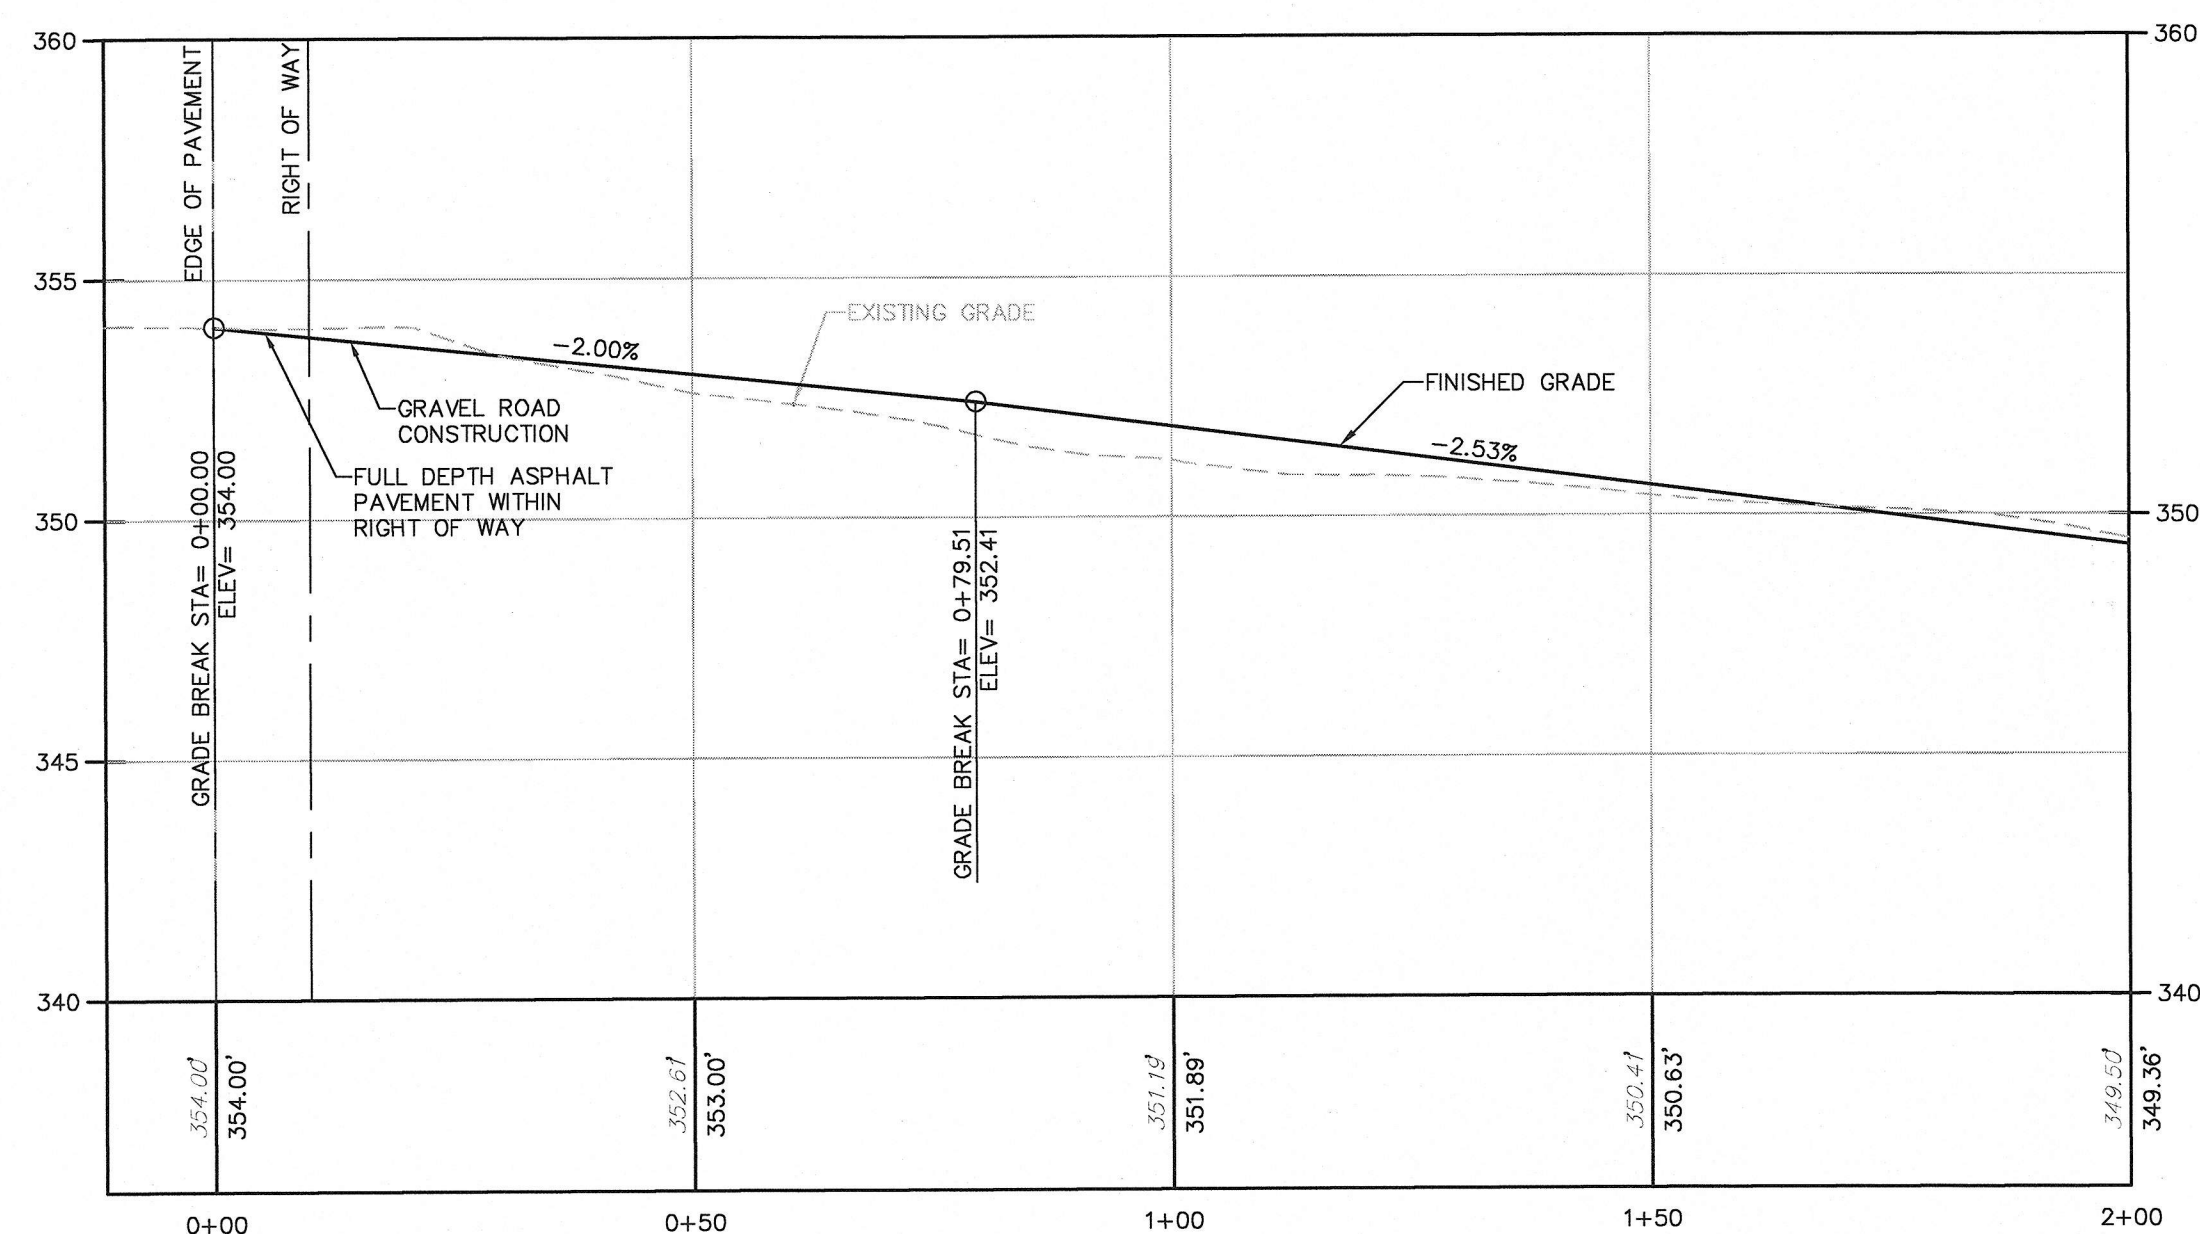 360
360
EDGE OF PAVEMENT
RIGHT OF WAY
355
EXISTING GRADE
-2.00%
FINISHED GRADE
GRAVEL ROAD
CONSTRUCTION
-2.53%
FULL DEPTH ASPHALT
PAVEMENT WITHIN
RIGHT OF WAY
350
350
GRADE BREAK STA= 0+00.00
ELEV= 354.00
GRADE BREAK STA= 0+79.51
ELEV= 352.41
345
340
340
354.00'
354.00'
352.61'
353.00'
351.19'
351.89'
350.41'
350.63'
349.50'
349.36'
0+00
0+50
1+00
1+50
2+00